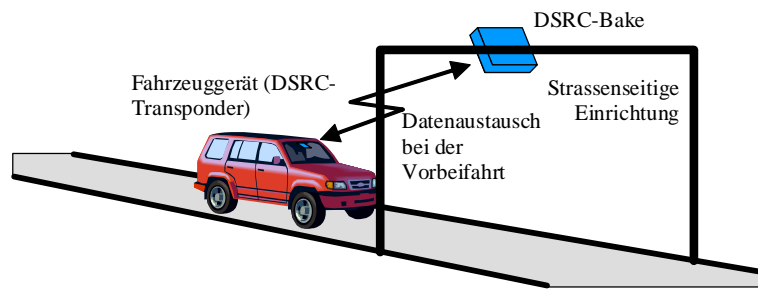 DSRC-Bake
Fahrzeuggerät (DSRC-
Transponder)
Strassenseitige
Einrichtung
Datenaustausch
bei der
Vorbeifahrt